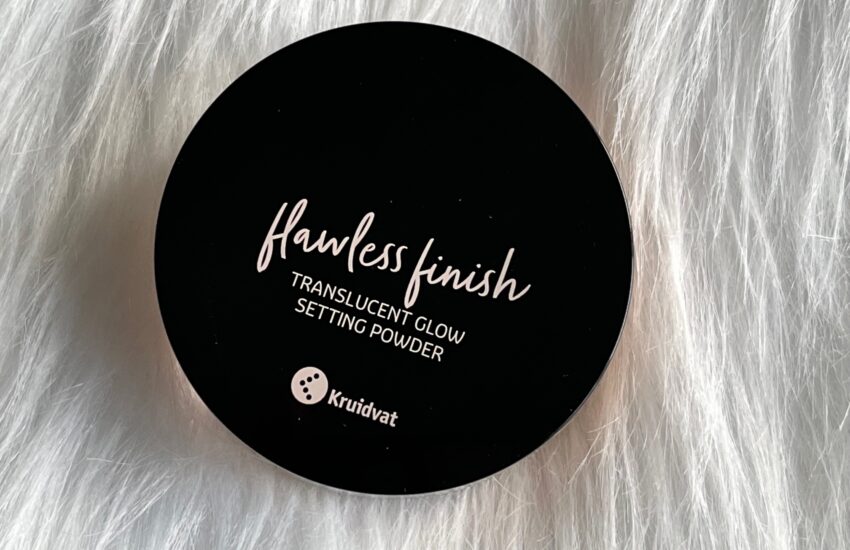 flawless finish
TRANSLUCENT GLOW
SETTING POWDER
Kruidvat